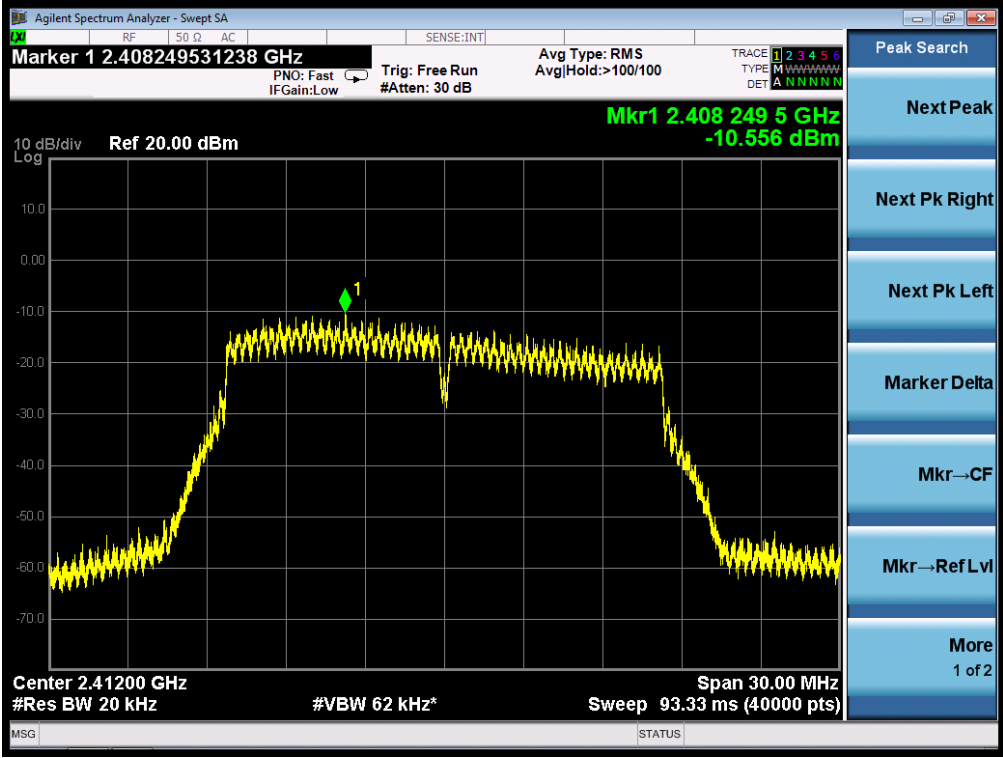 Agilent Spectrum Analyzer - Swept SA
LXI RF 50 Ω AC SENSE:INT
Marker 1 2.408249531238 GHz
PNO: Fast
IFGain:Low
Trig: Free Run
#Atten: 30 dB
Avg Type: RMS
Avg|Hold:>100/100
TRACE 1 2 3 4 5 6
TYPE M W W W W W
DET A N N N N N
Mkr1 2.408 249 5 GHz
-10.556 dBm
10 dB/div Ref 20.00 dBm
Log
10.0
0.00
-10.0
-20.0
-30.0
-40.0
-50.0
-60.0
-70.0
1
Center 2.41200 GHz Span 30.00 MHz
#Res BW 20 kHz #VBW 62 kHz* Sweep 93.33 ms (40000 pts)
MSG STATUS
Peak Search
Next Peak
Next Pk Right
Next Pk Left
Marker Delta
Mkr→CF
Mkr→Ref Lvl
More
1 of 2